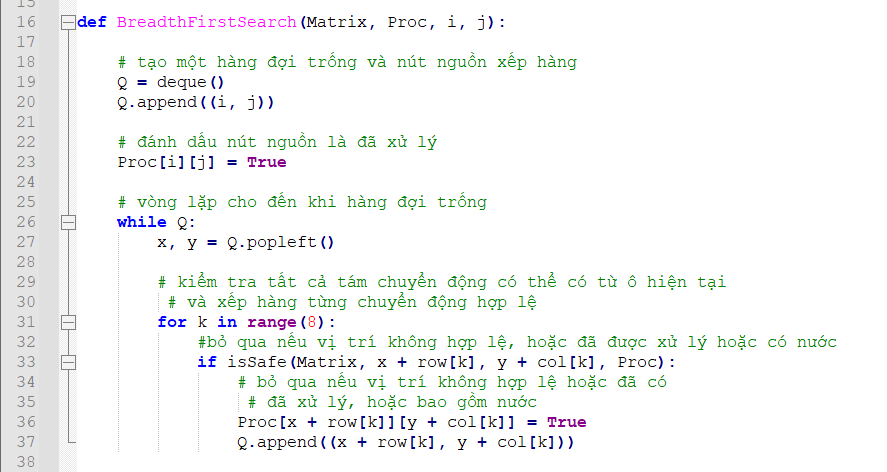 15
16 def BreadthFirstSearch(Matrix, Proc, i, j):
17
18 # tạo một hàng đợi trống và nút nguồn xếp hàng
19 Q = deque()
20 Q.append((i, j))
21
22 # đánh dấu nút nguồn là đã xử lý
23 Proc[i][j] = True
24
25 # vòng lặp cho đến khi hàng đợi trống
26 while Q:
27 x, y = Q.popleft()
28
29 # kiểm tra tất cả tám chuyển động có thể có từ ô hiện tại
30 # và xếp hàng từng chuyển động hợp lệ
31 for k in range(8):
32 #bỏ qua nếu vị trí không hợp lệ, hoặc đã được xử lý hoặc có nước
33 if isSafe(Matrix, x + row[k], y + col[k], Proc):
34 # bỏ qua nếu vị trí không hợp lệ hoặc đã có
35 # đã xử lý, hoặc bao gồm nước
36 Proc[x + row[k]][y + col[k]] = True
37 Q.append((x + row[k], y + col[k]))
38